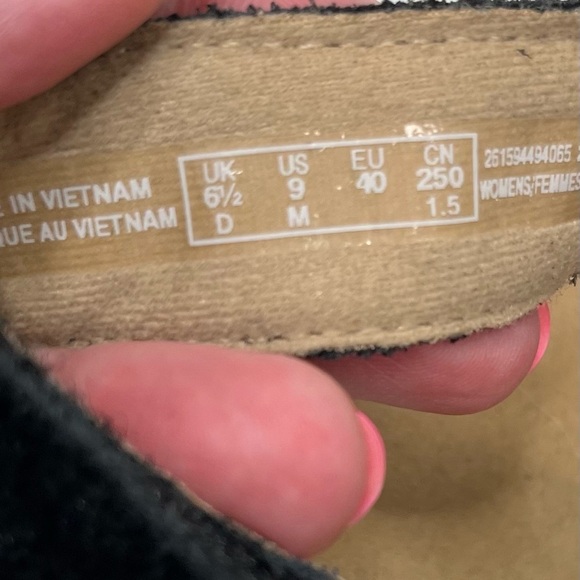 IN VIETNAM
AU VIETNAM
UK US EU CN
6½ 9 40 250
D M 1.5
261594494065
WOMENS/FEMMES